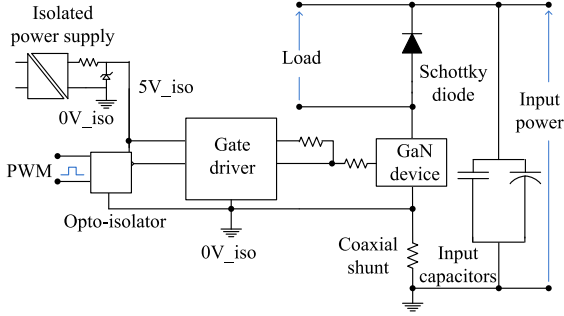 Isolated
power supply
5V_iso
0V_iso
PWM
Opto-isolator
Gate
driver
0V_iso
Load
Schottky
diode
GaN
device
Coaxial
shunt
Input
capacitors
Input
power